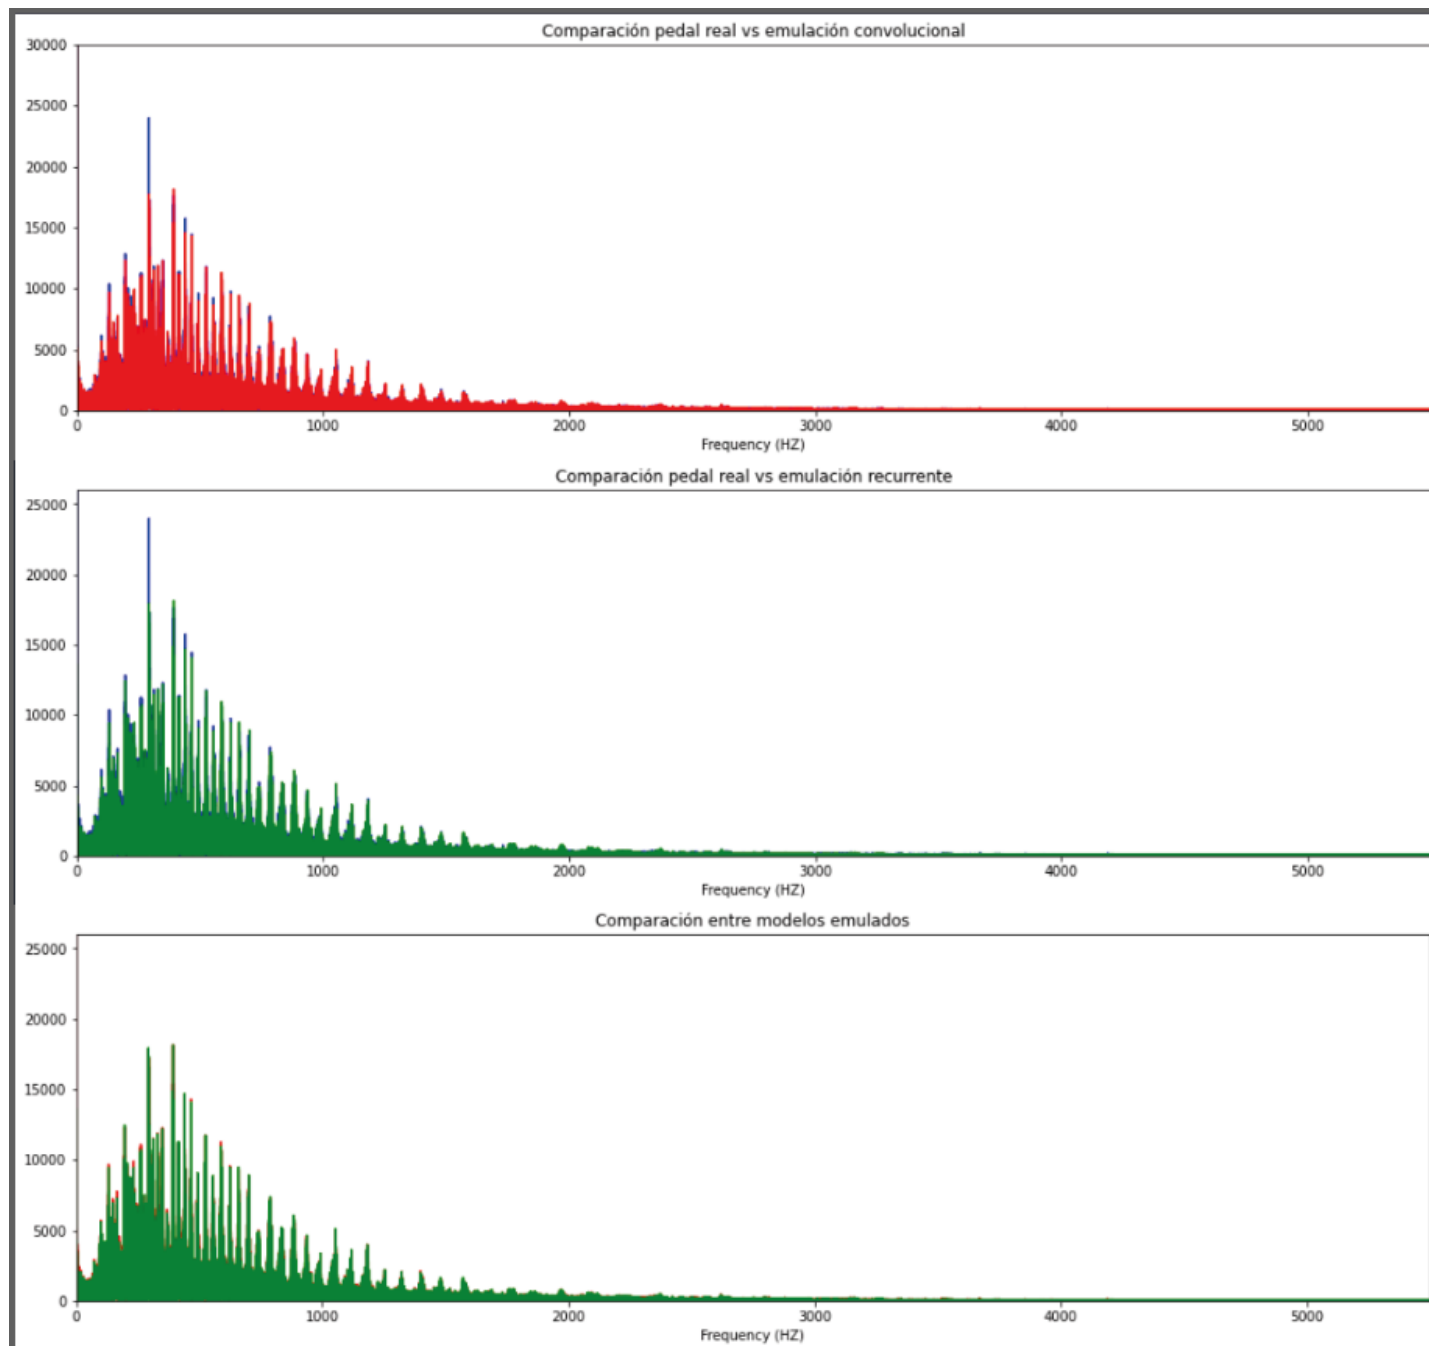 Comparación pedal real vs emulación convolucional
30000
25000
20000
15000
10000
5000
0
0 1000 2000 3000 4000 5000
Frequency (HZ)
Comparación pedal real vs emulación recurrente
25000
20000
15000
10000
5000
0
0 1000 2000 3000 4000 5000
Frequency (HZ)
Comparación entre modelos emulados
25000
20000
15000
10000
5000
0
0 1000 2000 3000 4000 5000
Frequency (HZ)